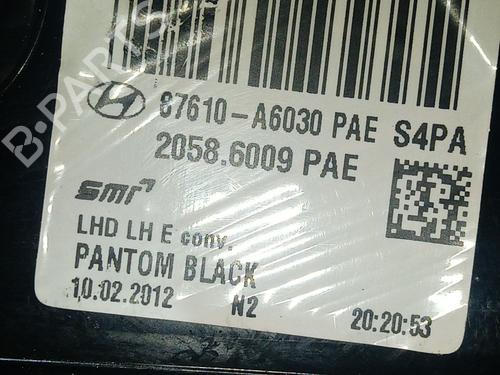 B-PARTS
87610-A6030 PAE S4PA
2058.6009 PAE
smr
LHD LH E conv.
PANTOM BLACK
10.02.2012 N2 20:20:53